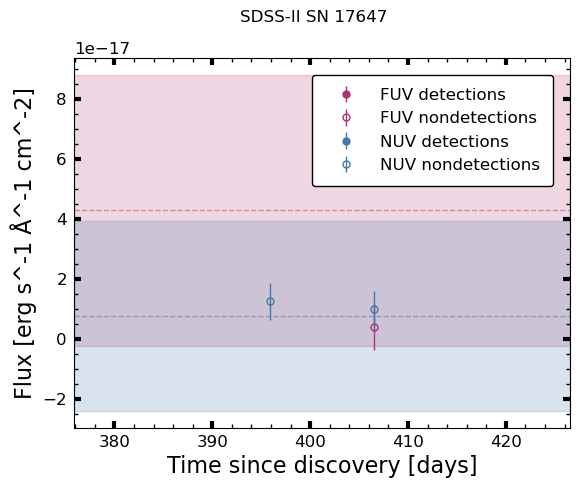 SDSS-II SN 17647
1e−17
FUV detections
FUV nondetections
NUV detections
NUV nondetections
8
6
4
2
0
−2
Flux [erg s^-1 Å^-1 cm^-2]
380 390 400 410 420
Time since discovery [days]